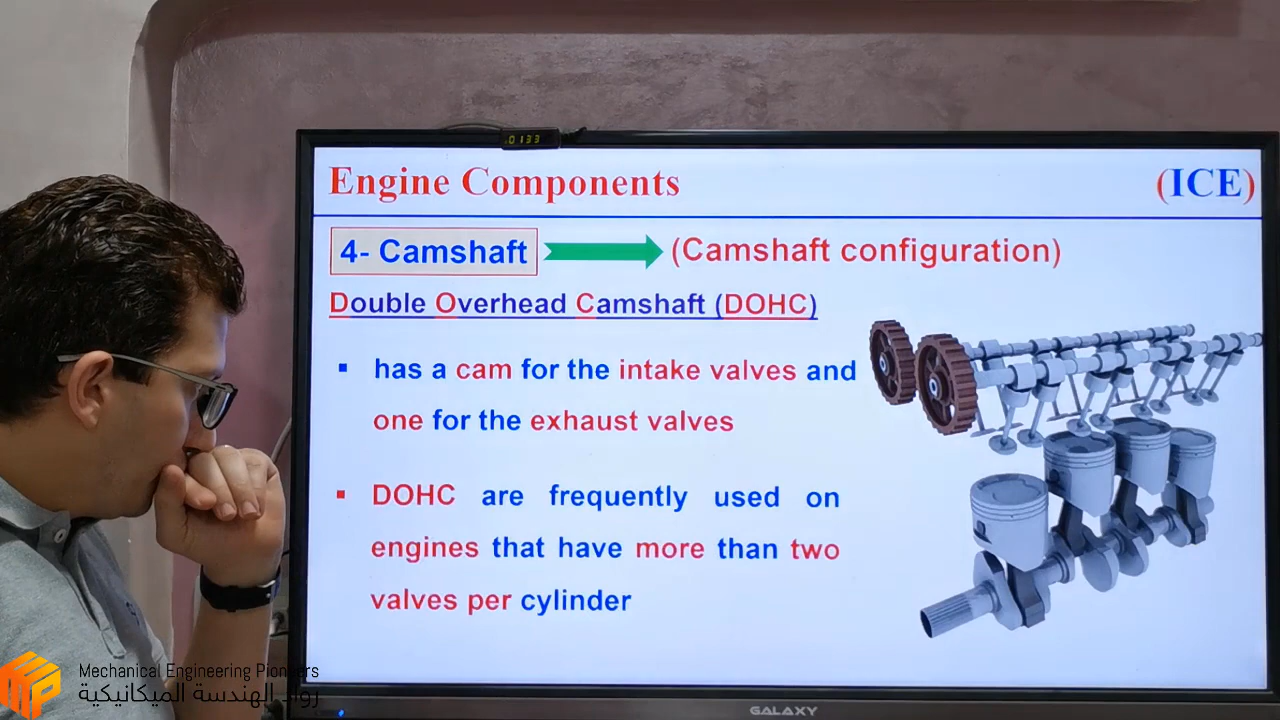 .0133
Engine Components
(ICE)
4- Camshaft
(Camshaft configuration)
Double Overhead Camshaft (DOHC)
▪ has a cam for the intake valves and
one for the exhaust valves
▪ DOHC are frequently used on
engines that have more than two
valves per cylinder
Mechanical Engineering Pioneers
رواد الهندسة الميكانيكية
GALAXY